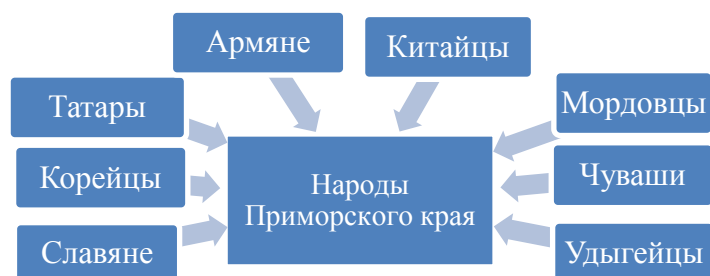 Армяне
Китайцы
Татары
Мордовцы
Корейцы
Народы
Приморского края
Чуваши
Славяне
Удыгейцы